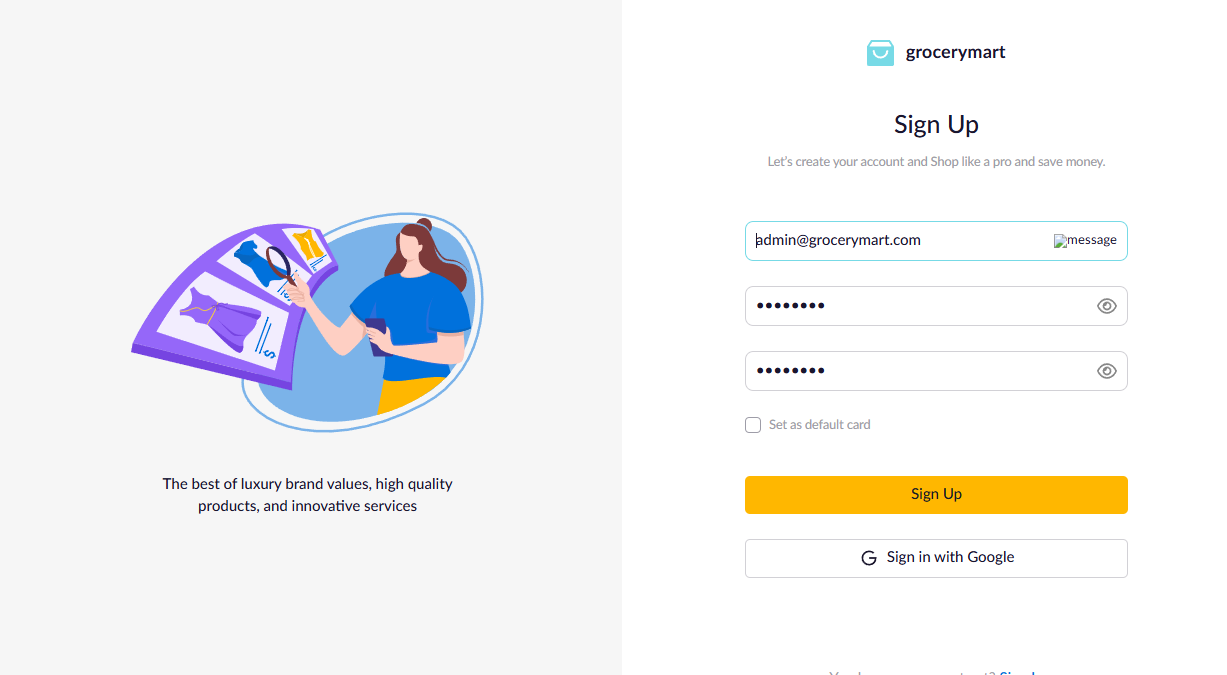 grocerymart
Sign Up
Let's create your account and Shop like a pro and save money.
admin@grocerymart.com
message
••••••••
••••••••
Set as default card
Sign Up
Sign in with Google
The best of luxury brand values, high quality
products, and innovative services